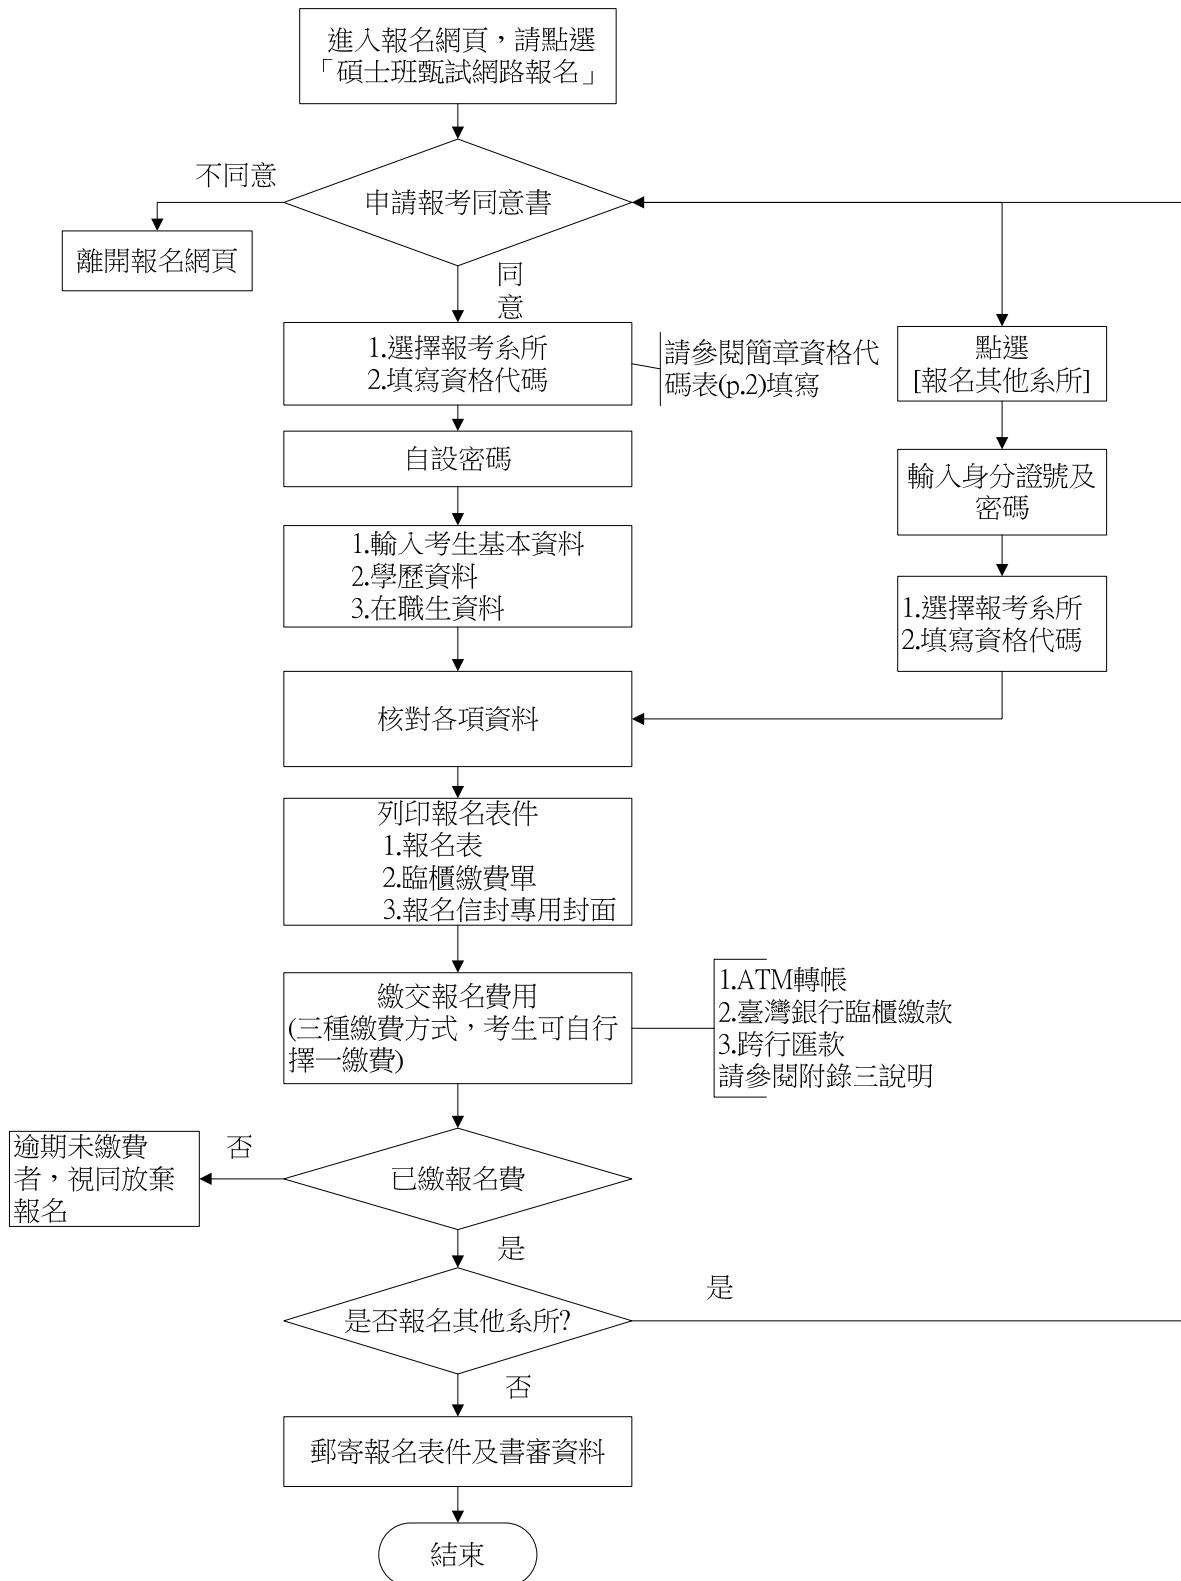 進入報名網頁，請點選
「碩士班甄試網路報名」
不同意
申請報考同意書
離開報名網頁
同
意
1.選擇報考系所
2.填寫資格代碼
請參閱簡章資格代
碼表(p.2)填寫
點選
[報名其他系所]
自設密碼
輸入身分證號及
密碼
1.輸入考生基本資料
2.學歷資料
3.在職生資料
1.選擇報考系所
2.填寫資格代碼
核對各項資料
列印報名表件
1.報名表
2.臨櫃繳費單
3.報名信封專用封面
繳交報名費用
(三種繳費方式，考生可自行
擇一繳費)
1.ATM轉帳
2.臺灣銀行臨櫃繳款
3.跨行匯款
請參閱附錄三說明
逾期未繳費
者，視同放棄
報名
否
已繳報名費
是
是否報名其他系所?
是
否
郵寄報名表件及書審資料
結束